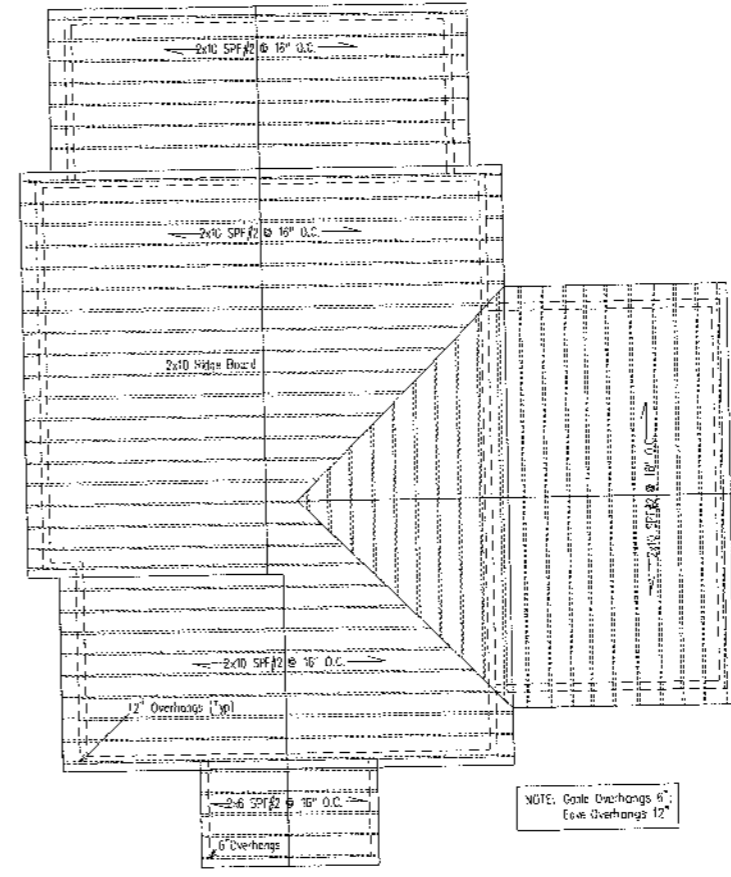 2x10 SPF#2 @ 16" O.C.
2x10 SPF#2 @ 16" O.C.
2x10 Ridge Board
2x10 SPF#2 @ 16" O.C.
2x10 SPF#2 @ 16" O.C.
12" Overhangs (Typ)
2x6 SPF#2 @ 16" O.C.
6" Overhangs
NOTE: Gable Overhangs 6";
Eave Overhangs 12"